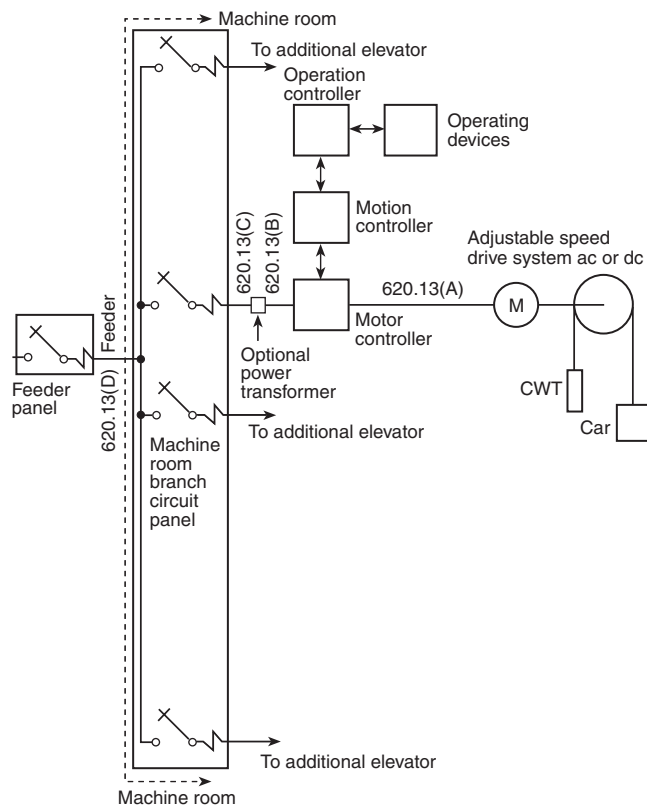 Machine room
To additional elevator
Operation
controller
Operating
devices
Motion
controller
620.13(C)
620.13(B)
Adjustable speed
drive system ac or dc
620.13(A)
M
Motor
controller
Optional
power
transformer
Feeder
620.13(D)
Feeder
panel
CWT
Car
To additional elevator
Machine
room
branch
circuit
panel
To additional elevator
Machine room